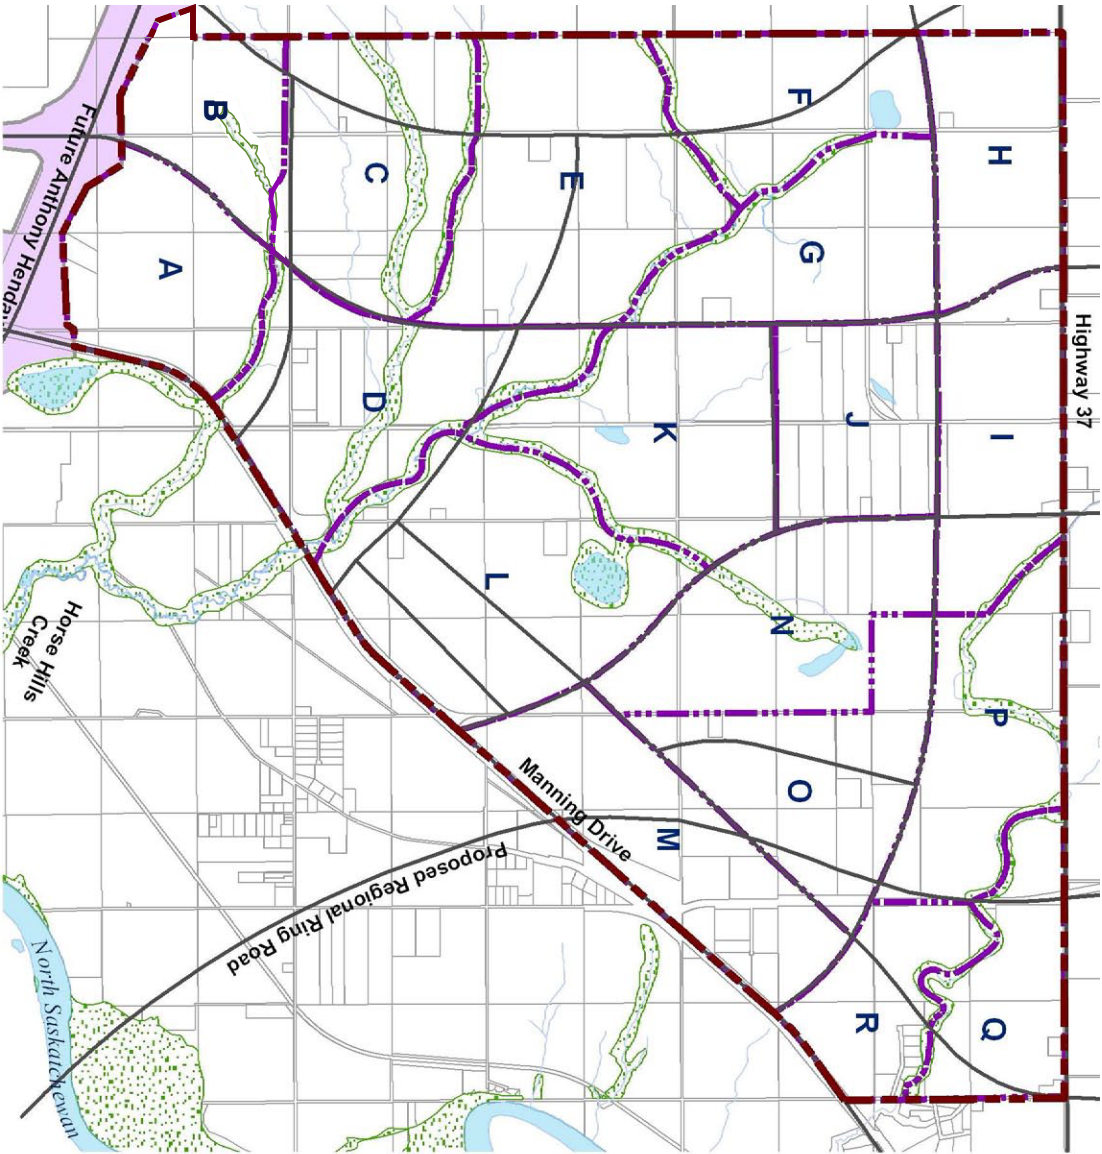 B
F
H
C
E
G
A
Future Anthony Henday
Highway 37
D
K
J
I
L
N
P
Horse Hills
Creek
O
M
Manning Drive
Proposed Regional Ring Road
North Saskatchewan
R
Q